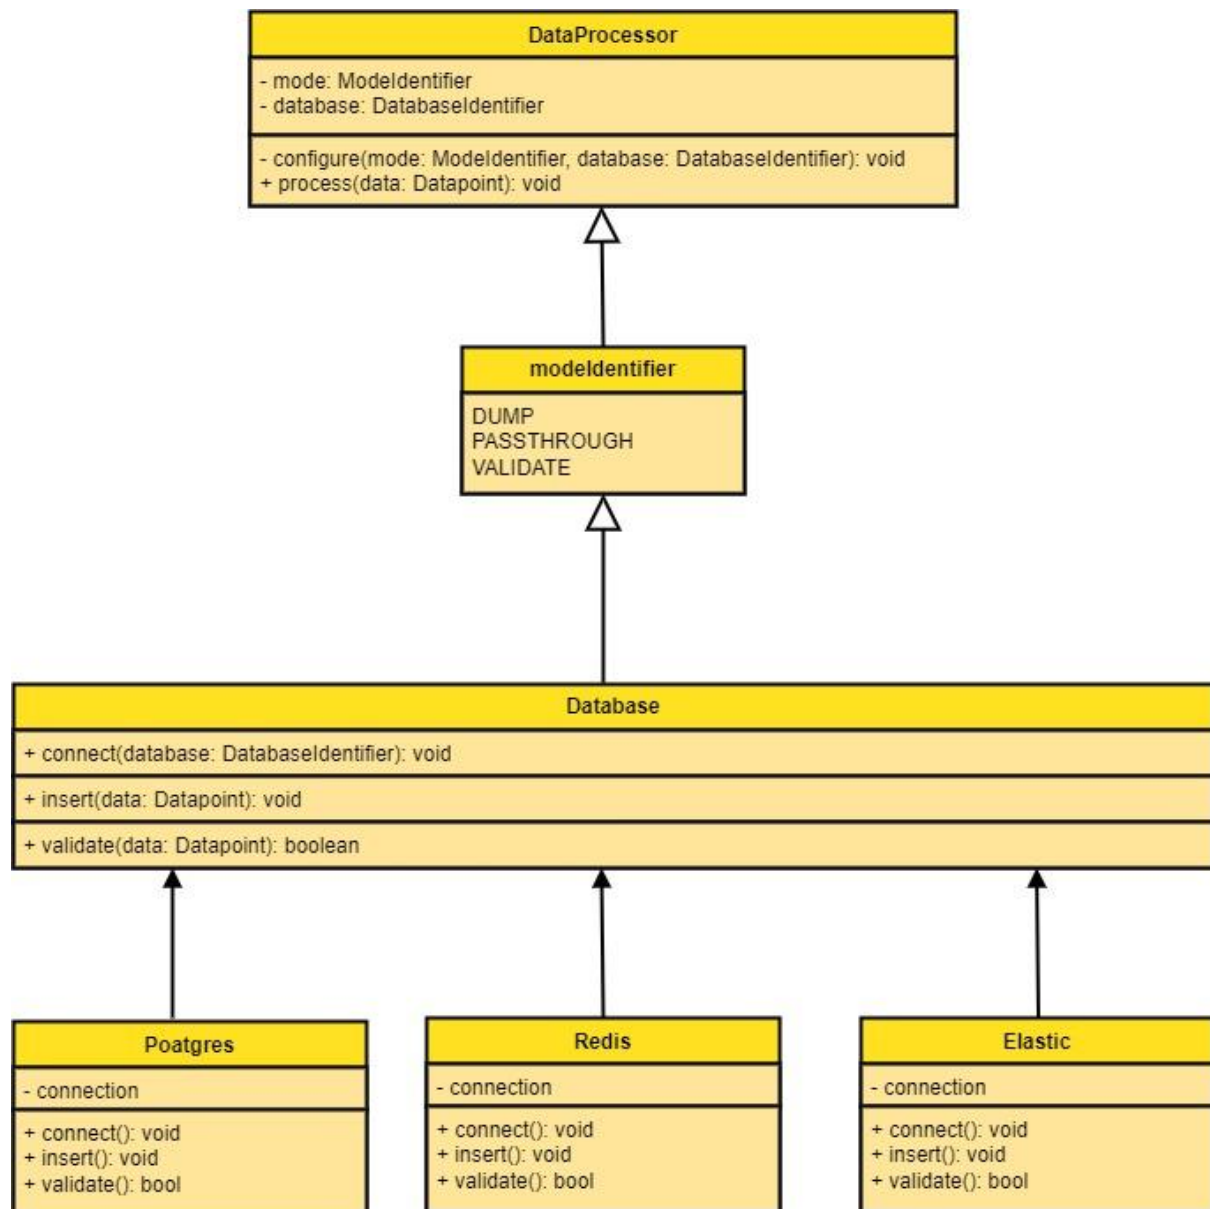 DataProcessor
- mode: ModeIdentifier
- database: DatabaseIdentifier
- configure(mode: ModeIdentifier, database: DatabaseIdentifier): void
+ process(data: Datapoint): void
modeIdentifier
DUMP
PASSTHROUGH
VALIDATE
Database
+ connect(database: DatabaseIdentifier): void
+ insert(data: Datapoint): void
+ validate(data: Datapoint): boolean
Poatgres
- connection
+ connect(): void
+ insert(): void
+ validate(): bool
Redis
- connection
+ connect(): void
+ insert(): void
+ validate(): bool
Elastic
- connection
+ connect(): void
+ insert(): void
+ validate(): bool